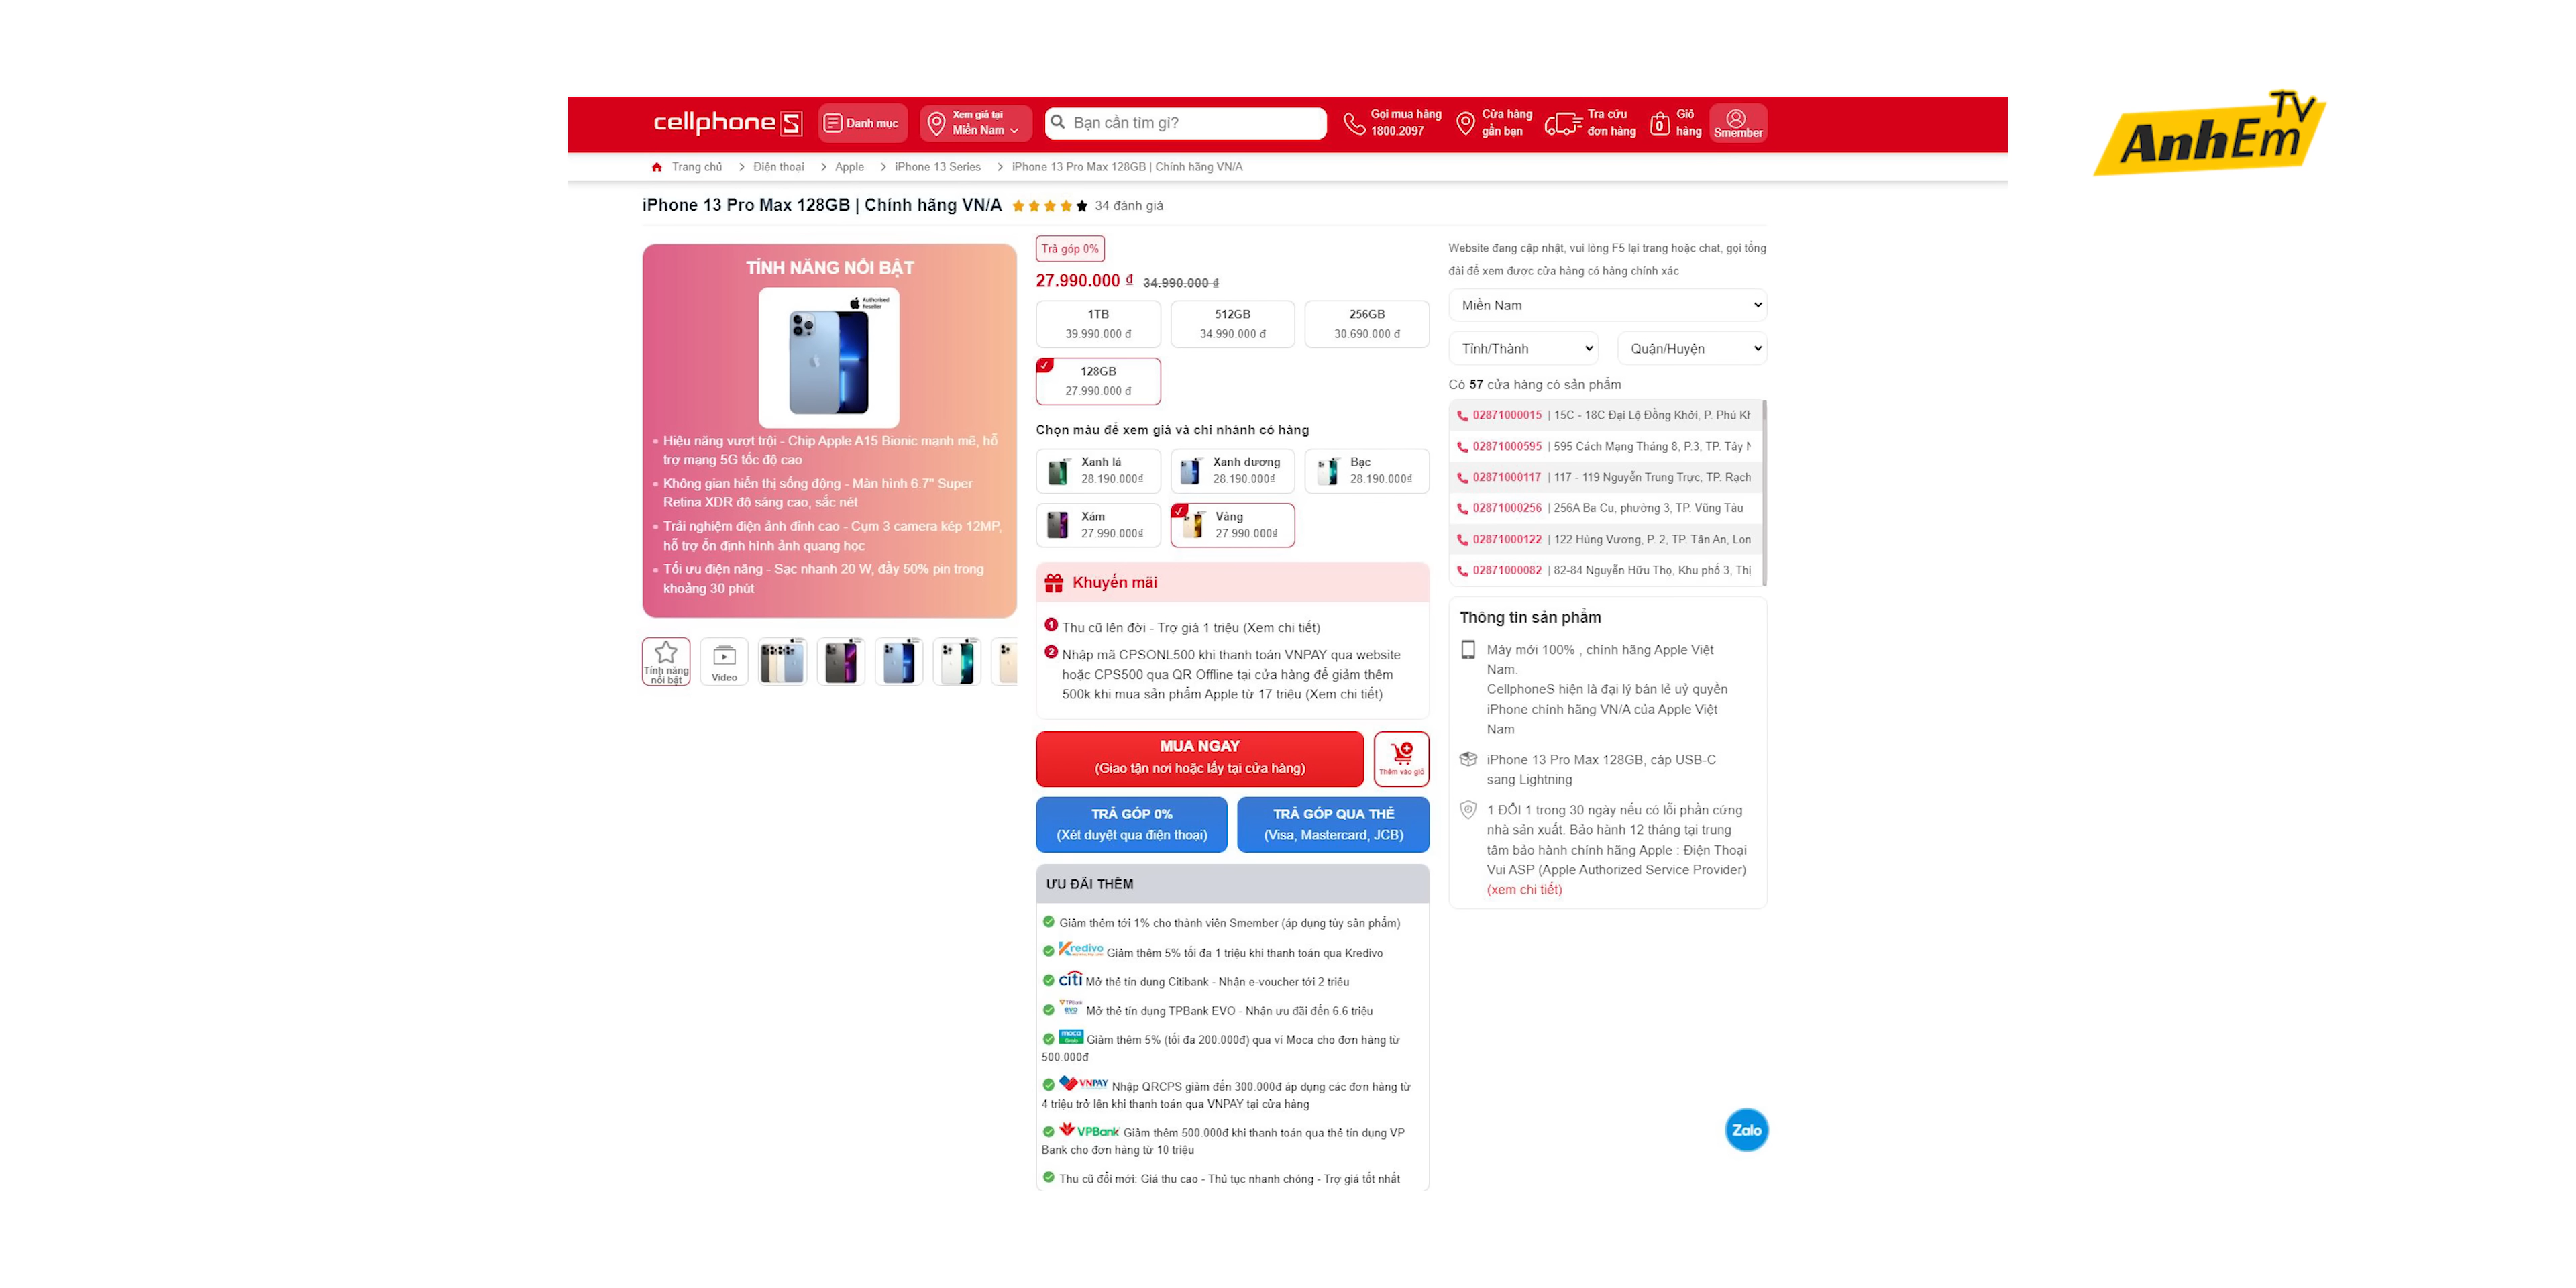 cellphoneS
Danh mục
Xem giá tại
Miền Nam
Bạn cần tìm gì?
Gọi mua hàng
1800.2097
Cửa hàng
gần bạn
Tra cứu
đơn hàng
0
Giỏ
hàng
Smember
AnhEm
TV
Trang chủ
Điện thoại
Apple
iPhone 13 Series
iPhone 13 Pro Max 128GB | Chính hãng VN/A
iPhone 13 Pro Max 128GB | Chính hãng VN/A
34 đánh giá
TÍNH NĂNG NỔI BẬT
Authorised
Reseller
Hiệu năng vượt trội - Chip Apple A15 Bionic mạnh mẽ, hỗ
trợ mạng 5G tốc độ cao
Không gian hiển thị sống động - Màn hình 6.7" Super
Retina XDR độ sáng cao, sắc nét
Trải nghiệm điện ảnh đỉnh cao - Cụm 3 camera kép 12MP,
hỗ trợ ổn định hình ảnh quang học
Tối ưu điện năng - Sạc nhanh 20 W, đầy 50% pin trong
khoảng 30 phút
Tính năng
nổi bật
Video
Trả góp 0%
27.990.000 ₫ 34.990.000 ₫
1TB
39.990.000 đ
512GB
34.990.000 đ
256GB
30.690.000 đ
128GB
27.990.000 đ
Chọn màu để xem giá và chi nhánh có hàng
Xanh lá
28.190.000₫
Xanh dương
28.190.000₫
Bạc
28.190.000₫
Xám
27.990.000₫
Vàng
27.990.000₫
Khuyến mãi
1 Thu cũ lên đời - Trợ giá 1 triệu (Xem chi tiết)
2 Nhập mã CPSONL500 khi thanh toán VNPAY qua website
hoặc CPS500 qua QR Offline tại cửa hàng để giảm thêm
500k khi mua sản phẩm Apple từ 17 triệu (Xem chi tiết)
MUA NGAY
(Giao tận nơi hoặc lấy tại cửa hàng)
Thêm vào giỏ
TRẢ GÓP 0%
(Xét duyệt qua điện thoại)
TRẢ GÓP QUA THẺ
(Visa, Mastercard, JCB)
ƯU ĐÃI THÊM
Giảm thêm tới 1% cho thành viên Smember (áp dụng tùy sản phẩm)
Kredivo Giảm thêm 5% tối đa 1 triệu khi thanh toán qua Kredivo
citi Mở thẻ tín dụng Citibank - Nhận e-voucher tới 2 triệu
TPBank evo Mở thẻ tín dụng TPBank EVO - Nhận ưu đãi đến 6.6 triệu
moca Grab Giảm thêm 5% (tối đa 200.000đ) qua ví Moca cho đơn hàng từ
500.000đ
VNPAY Nhập QRCPS giảm đến 300.000đ áp dụng các đơn hàng từ
4 triệu trở lên khi thanh toán qua VNPAY tại cửa hàng
VPBank Giảm thêm 500.000đ khi thanh toán qua thẻ tín dụng VP
Bank cho đơn hàng từ 10 triệu
Thu cũ đổi mới: Giá thu cao - Thủ tục nhanh chóng - Trợ giá tốt nhất
Website đang cập nhật, vui lòng F5 lại trang hoặc chat, gọi tổng
đài để xem được cửa hàng có hàng chính xác
Miền Nam
Tỉnh/Thành
Quận/Huyện
Có 57 cửa hàng có sản phẩm
02871000015 | 15C - 18C Đại Lộ Đồng Khởi, P. Phú Kh
02871000595 | 595 Cách Mạng Tháng 8, P.3, TP. Tây N
02871000117 | 117 - 119 Nguyễn Trung Trực, TP. Rạch
02871000256 | 256A Ba Cu, phường 3, TP. Vũng Tàu
02871000122 | 122 Hùng Vương, P. 2, TP. Tân An, Lon
02871000082 | 82-84 Nguyễn Hữu Thọ, Khu phố 3, Thị
Thông tin sản phẩm
Máy mới 100% , chính hãng Apple Việt
Nam.
CellphoneS hiện là đại lý bán lẻ uỷ quyền
iPhone chính hãng VN/A của Apple Việt
Nam
iPhone 13 Pro Max 128GB, cáp USB-C
sang Lightning
1 ĐỔI 1 trong 30 ngày nếu có lỗi phần cứng
nhà sản xuất. Bảo hành 12 tháng tại trung
tâm bảo hành chính hãng Apple : Điện Thoại
Vui ASP (Apple Authorized Service Provider)
(xem chi tiết)
Zalo